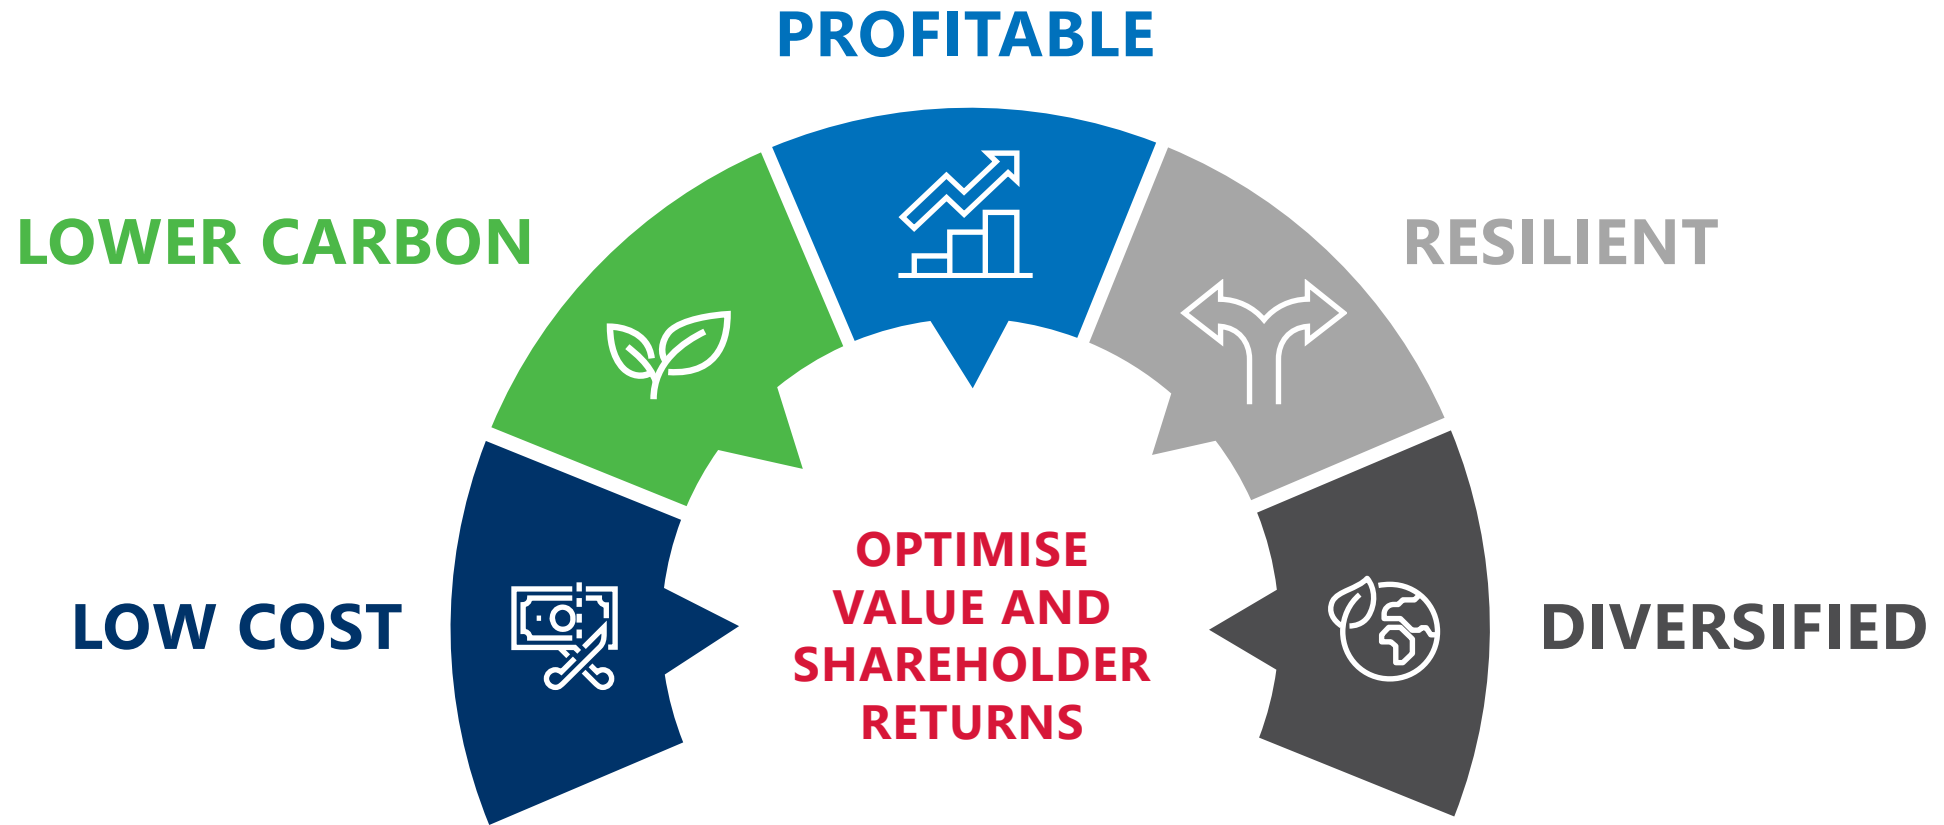 PROFITABLE
LOWER CARBON
RESILIENT
LOW COST
DIVERSIFIED
OPTIMISE
VALUE AND
SHAREHOLDER
RETURNS